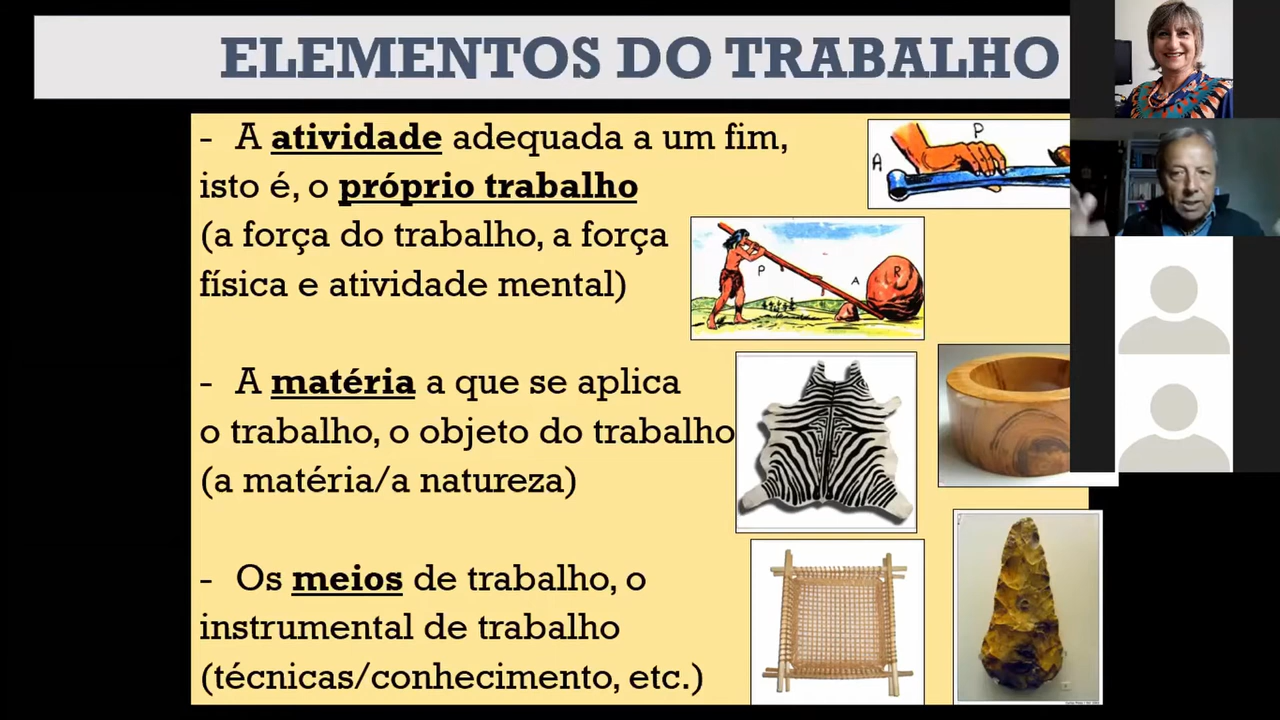 ELEMENTOS DO TRABALHO
- A atividade adequada a um fim,
isto é, o próprio trabalho
(a força do trabalho, a força
física e atividade mental)
P
A
P
A
R
- A matéria a que se aplica
o trabalho, o objeto do trabalho
(a matéria/a natureza)
- Os meios de trabalho, o
instrumental de trabalho
(técnicas/conhecimento, etc.)